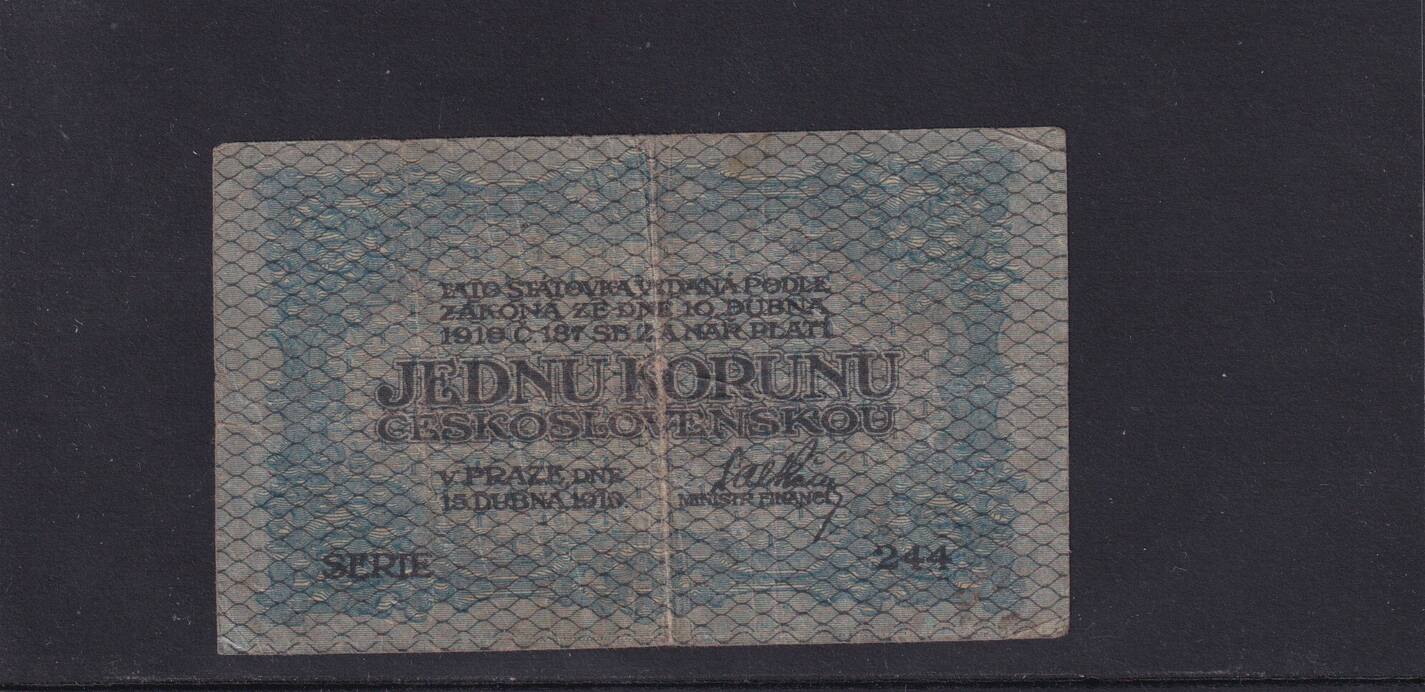 TATO STÁTOVKA VYDANÁ PODLE
ZÁKONA ZE DNE 10. DUBNA
1919 Č. 187 SB. Z. A NAŘ. PLATÍ
JEDNU KORUNU
ČESKOSLOVENSKOU
V PRAZE, DNE
15. DUBNA 1919.
MINISTR FINANCÍ
SERIE 244